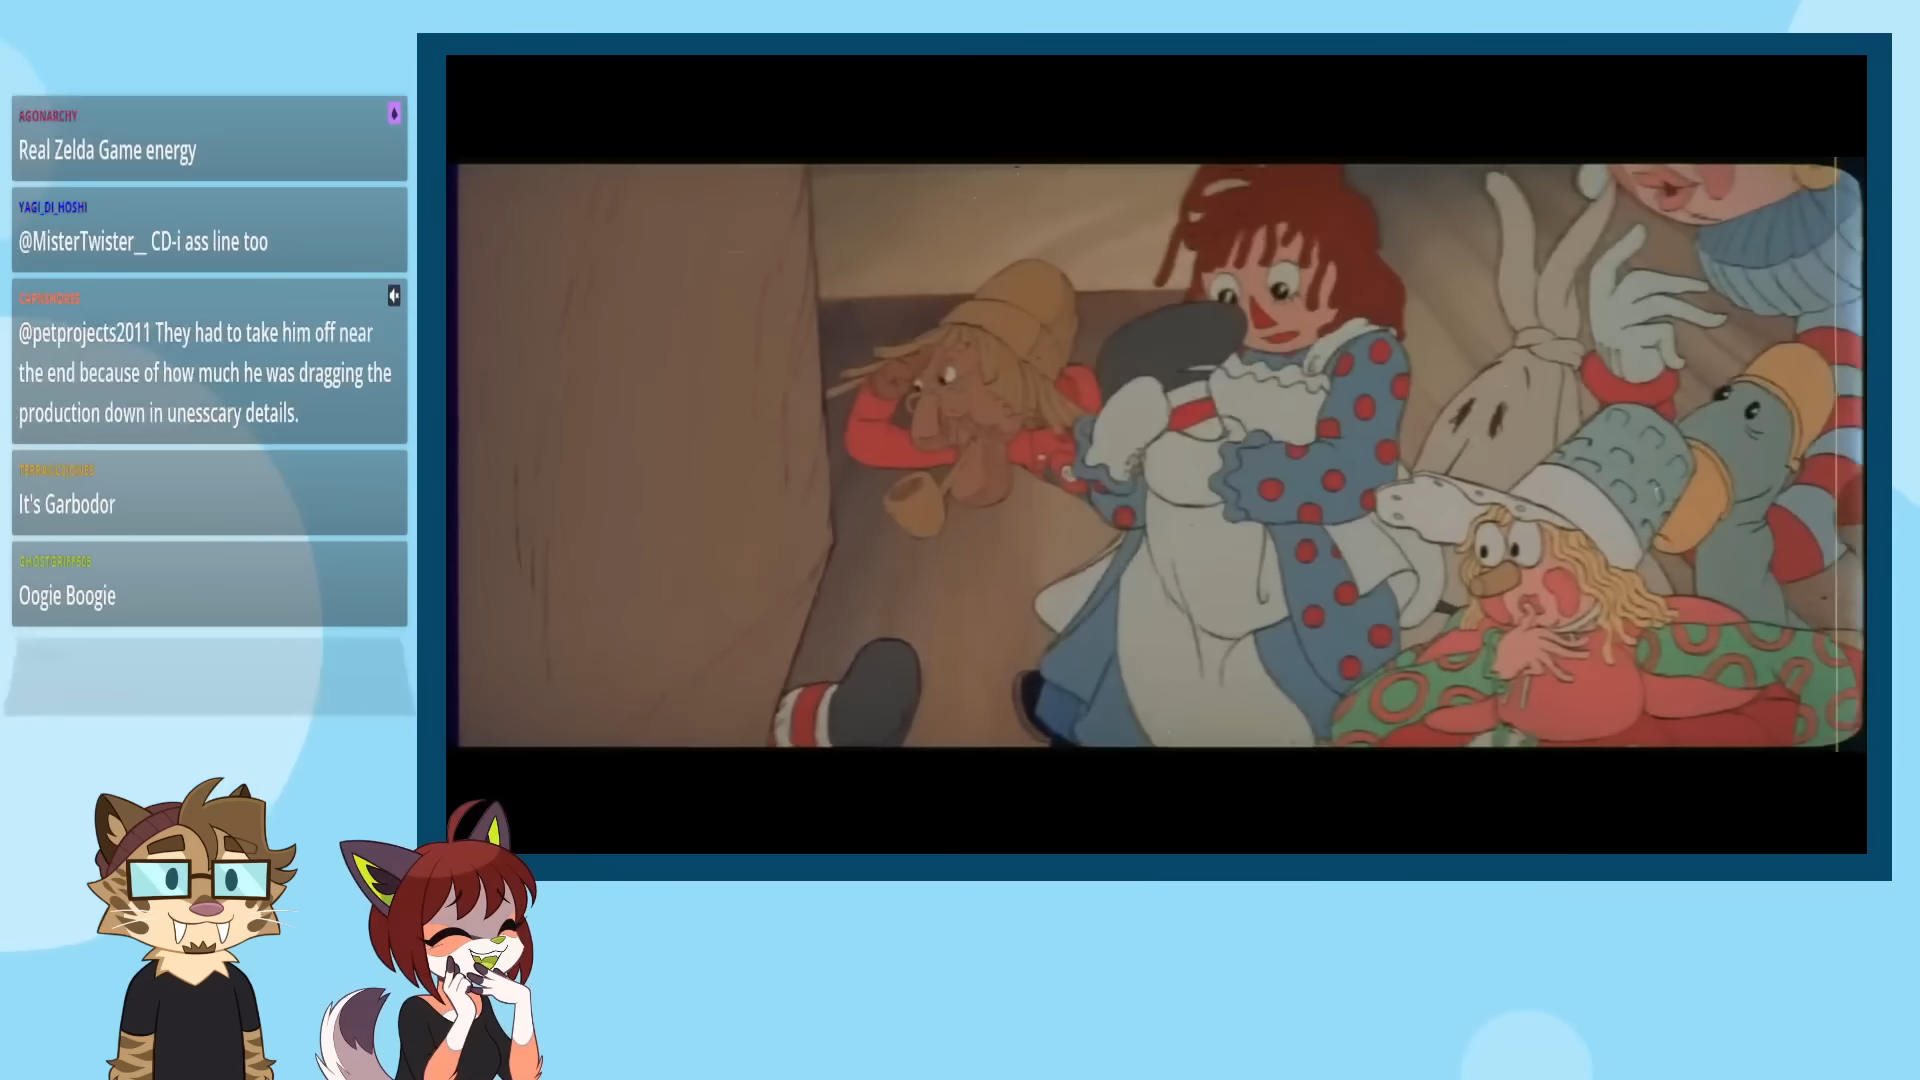 AGONARCHY
Real Zelda Game energy
YAGI_DI_HOSHI
@MisterTwister__ CD-i ass line too
@petprojects2011 They had to take him off near
the end because of how much he was dragging the
production down in unesscary details.
It's Garbodor
Oogie Boogie